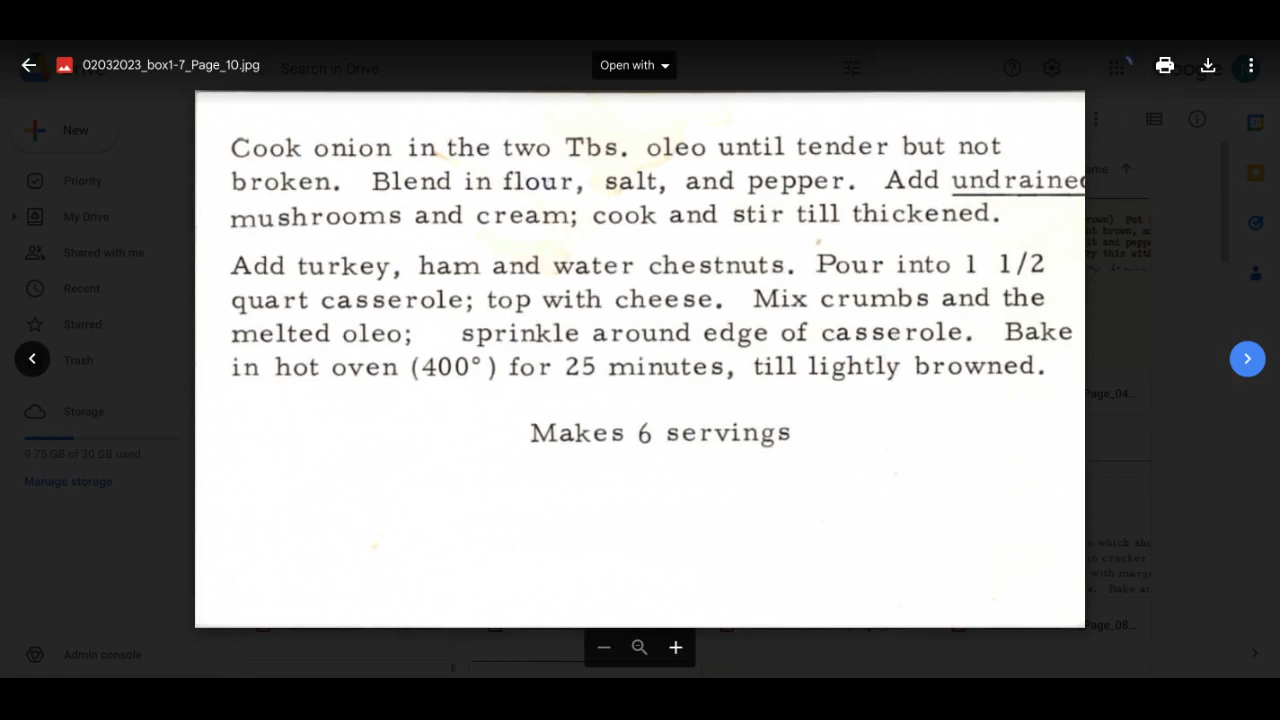 02032023_box1-7_Page_10.jpg
Search in Drive
Open with
New
Priority
My Drive
Shared with me
Recent
Starred
Trash
Storage
9.75 GB of 30 GB used
Manage storage
Admin console
Cook onion in the two Tbs. oleo until tender but not
broken. Blend in flour, salt, and pepper. Add undrained
mushrooms and cream; cook and stir till thickened.
Add turkey, ham and water chestnuts. Pour into 1 1/2
quart casserole; top with cheese. Mix crumbs and the
melted oleo; sprinkle around edge of casserole. Bake
in hot oven (400°) for 25 minutes, till lightly browned.
Makes 6 servings
Page_04...
Page_08...